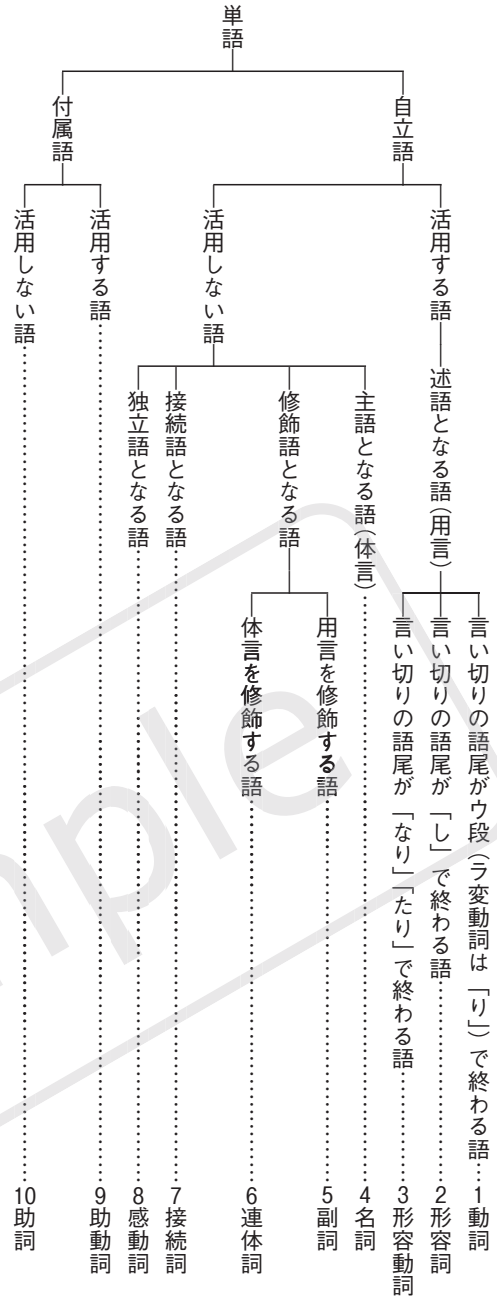 単語
自立語
活用する語
述語となる語(用言)
言い切りの語尾がウ段(ラ変動詞は「り」)で終わる語……1動詞
言い切りの語尾が「し」で終わる語……2形容詞
言い切りの語尾が「なり」「たり」で終わる語……3形容動詞
活用しない語
主語となる語(体言)……4名詞
修飾語となる語
用言を修飾する語……5副詞
体言を修飾する語……6連体詞
接続語となる語……7接続詞
独立語となる語……8感動詞
付属語
活用する語……9助動詞
活用しない語……10助詞